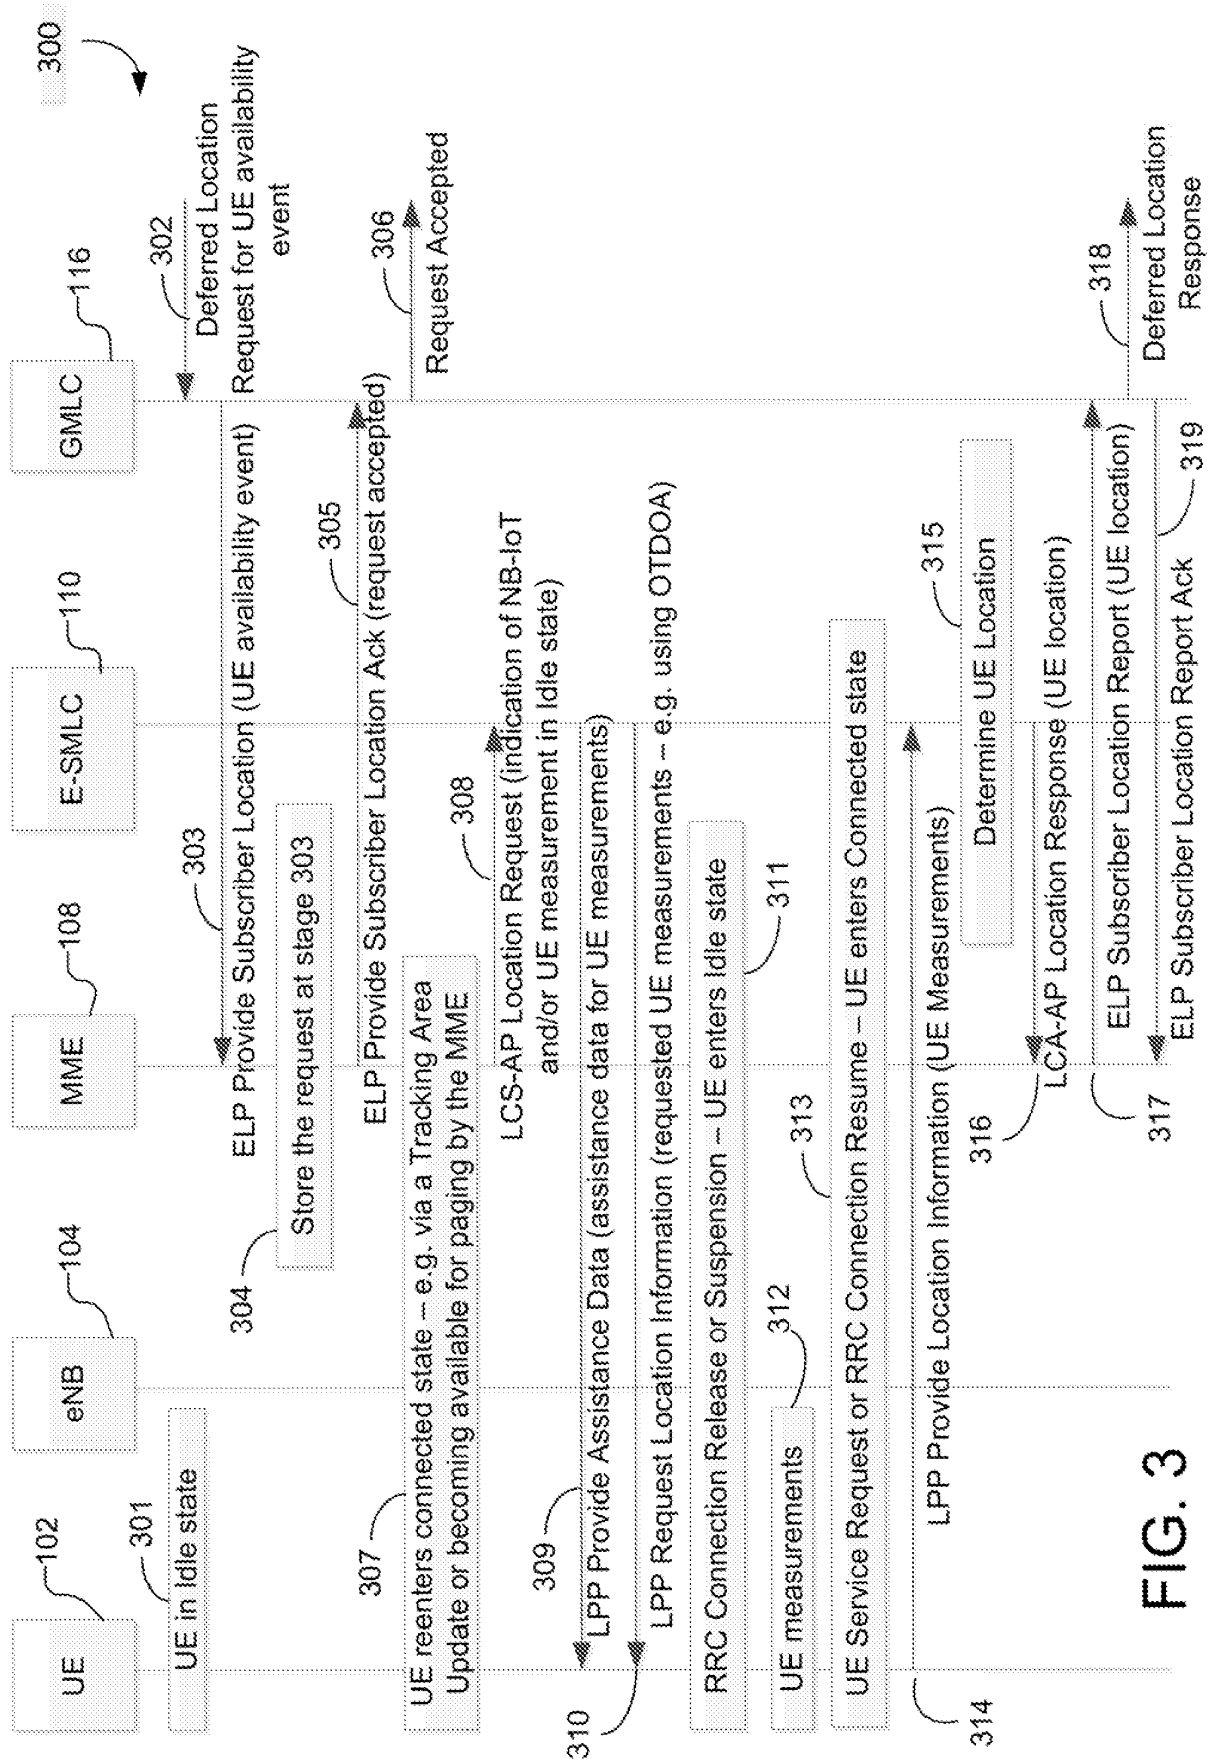 300
UE
102
eNB
104
MME
108
E-SMLC
110
GMLC
116
301
UE in Idle state
302
Deferred Location
Request for UE availability
event
303
ELP Provide Subscriber Location (UE availability event)
304
Store the request at stage 303
305
ELP Provide Subscriber Location Ack (request accepted)
306
Request Accepted
307
UE reenters connected state – e.g. via a Tracking Area
Update or becoming available for paging by the MME
308
LCS-AP Location Request (indication of NB-IoT
and/or UE measurement in Idle state)
309
LPP Provide Assistance Data (assistance data for UE measurements)
310
LPP Request Location Information (requested UE measurements – e.g. using OTDOA)
RRC Connection Release or Suspension – UE enters Idle state
311
312
UE measurements
313
UE Service Request or RRC Connection Resume – UE enters Connected state
314
LPP Provide Location Information (UE Measurements)
315
Determine UE Location
316
LCA-AP Location Response (UE location)
317
ELP Subscriber Location Report (UE location)
318
Deferred Location
Response
319
ELP Subscriber Location Report Ack
FIG. 3